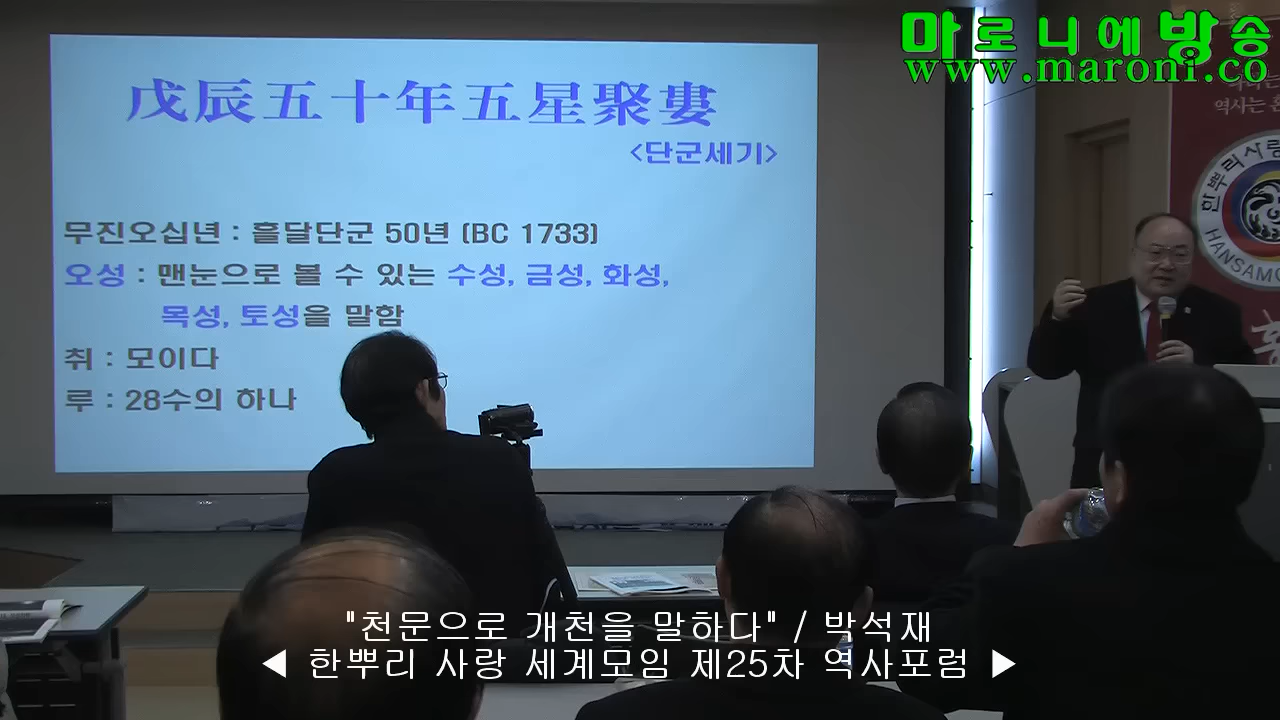 마로니에방송
www.maroni.co
戊辰五十年五星聚婁
<단군세기>
무진오십년 : 흘달단군 50년 (BC 1733)
오성 : 맨눈으로 볼 수 있는 수성, 금성, 화성,
목성, 토성을 말함
취 : 모이다
루 : 28수의 하나
역사는
한뿌리사랑
HANSAMO
"천문으로 개천을 말하다" / 박석재
◀ 한뿌리 사랑 세계모임 제25차 역사포럼 ▶